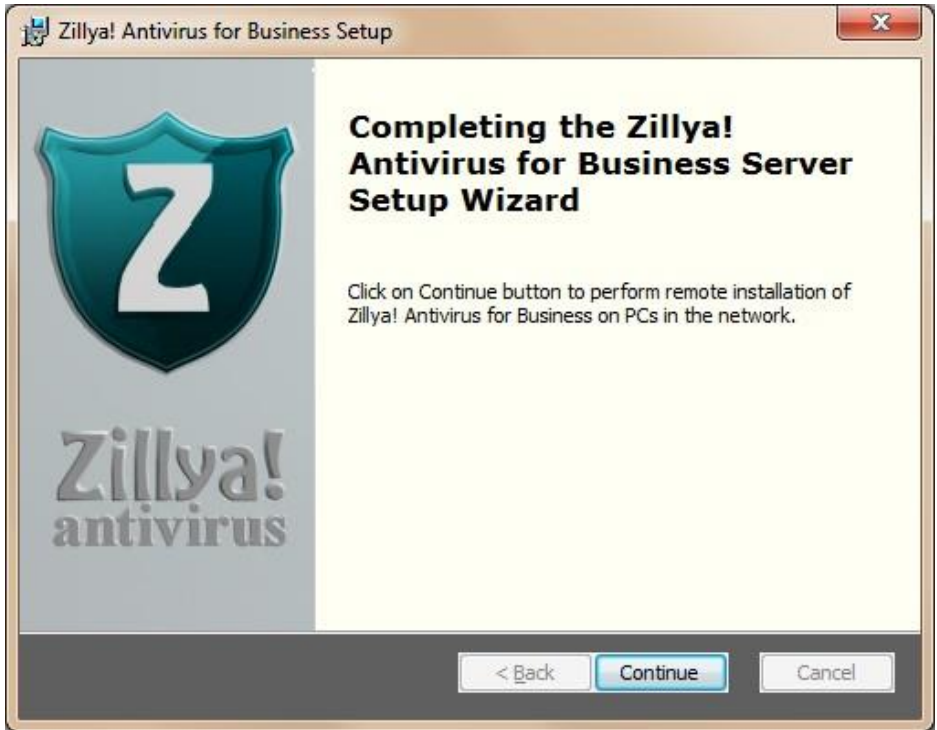 Zillya! Antivirus for Business Setup
x
Z
Completing the Zillya!
Antivirus for Business Server
Setup Wizard
Click on Continue button to perform remote installation of
Zillya! Antivirus for Business on PCs in the network.
Zillya!
antivirus
< Back
Continue
Cancel